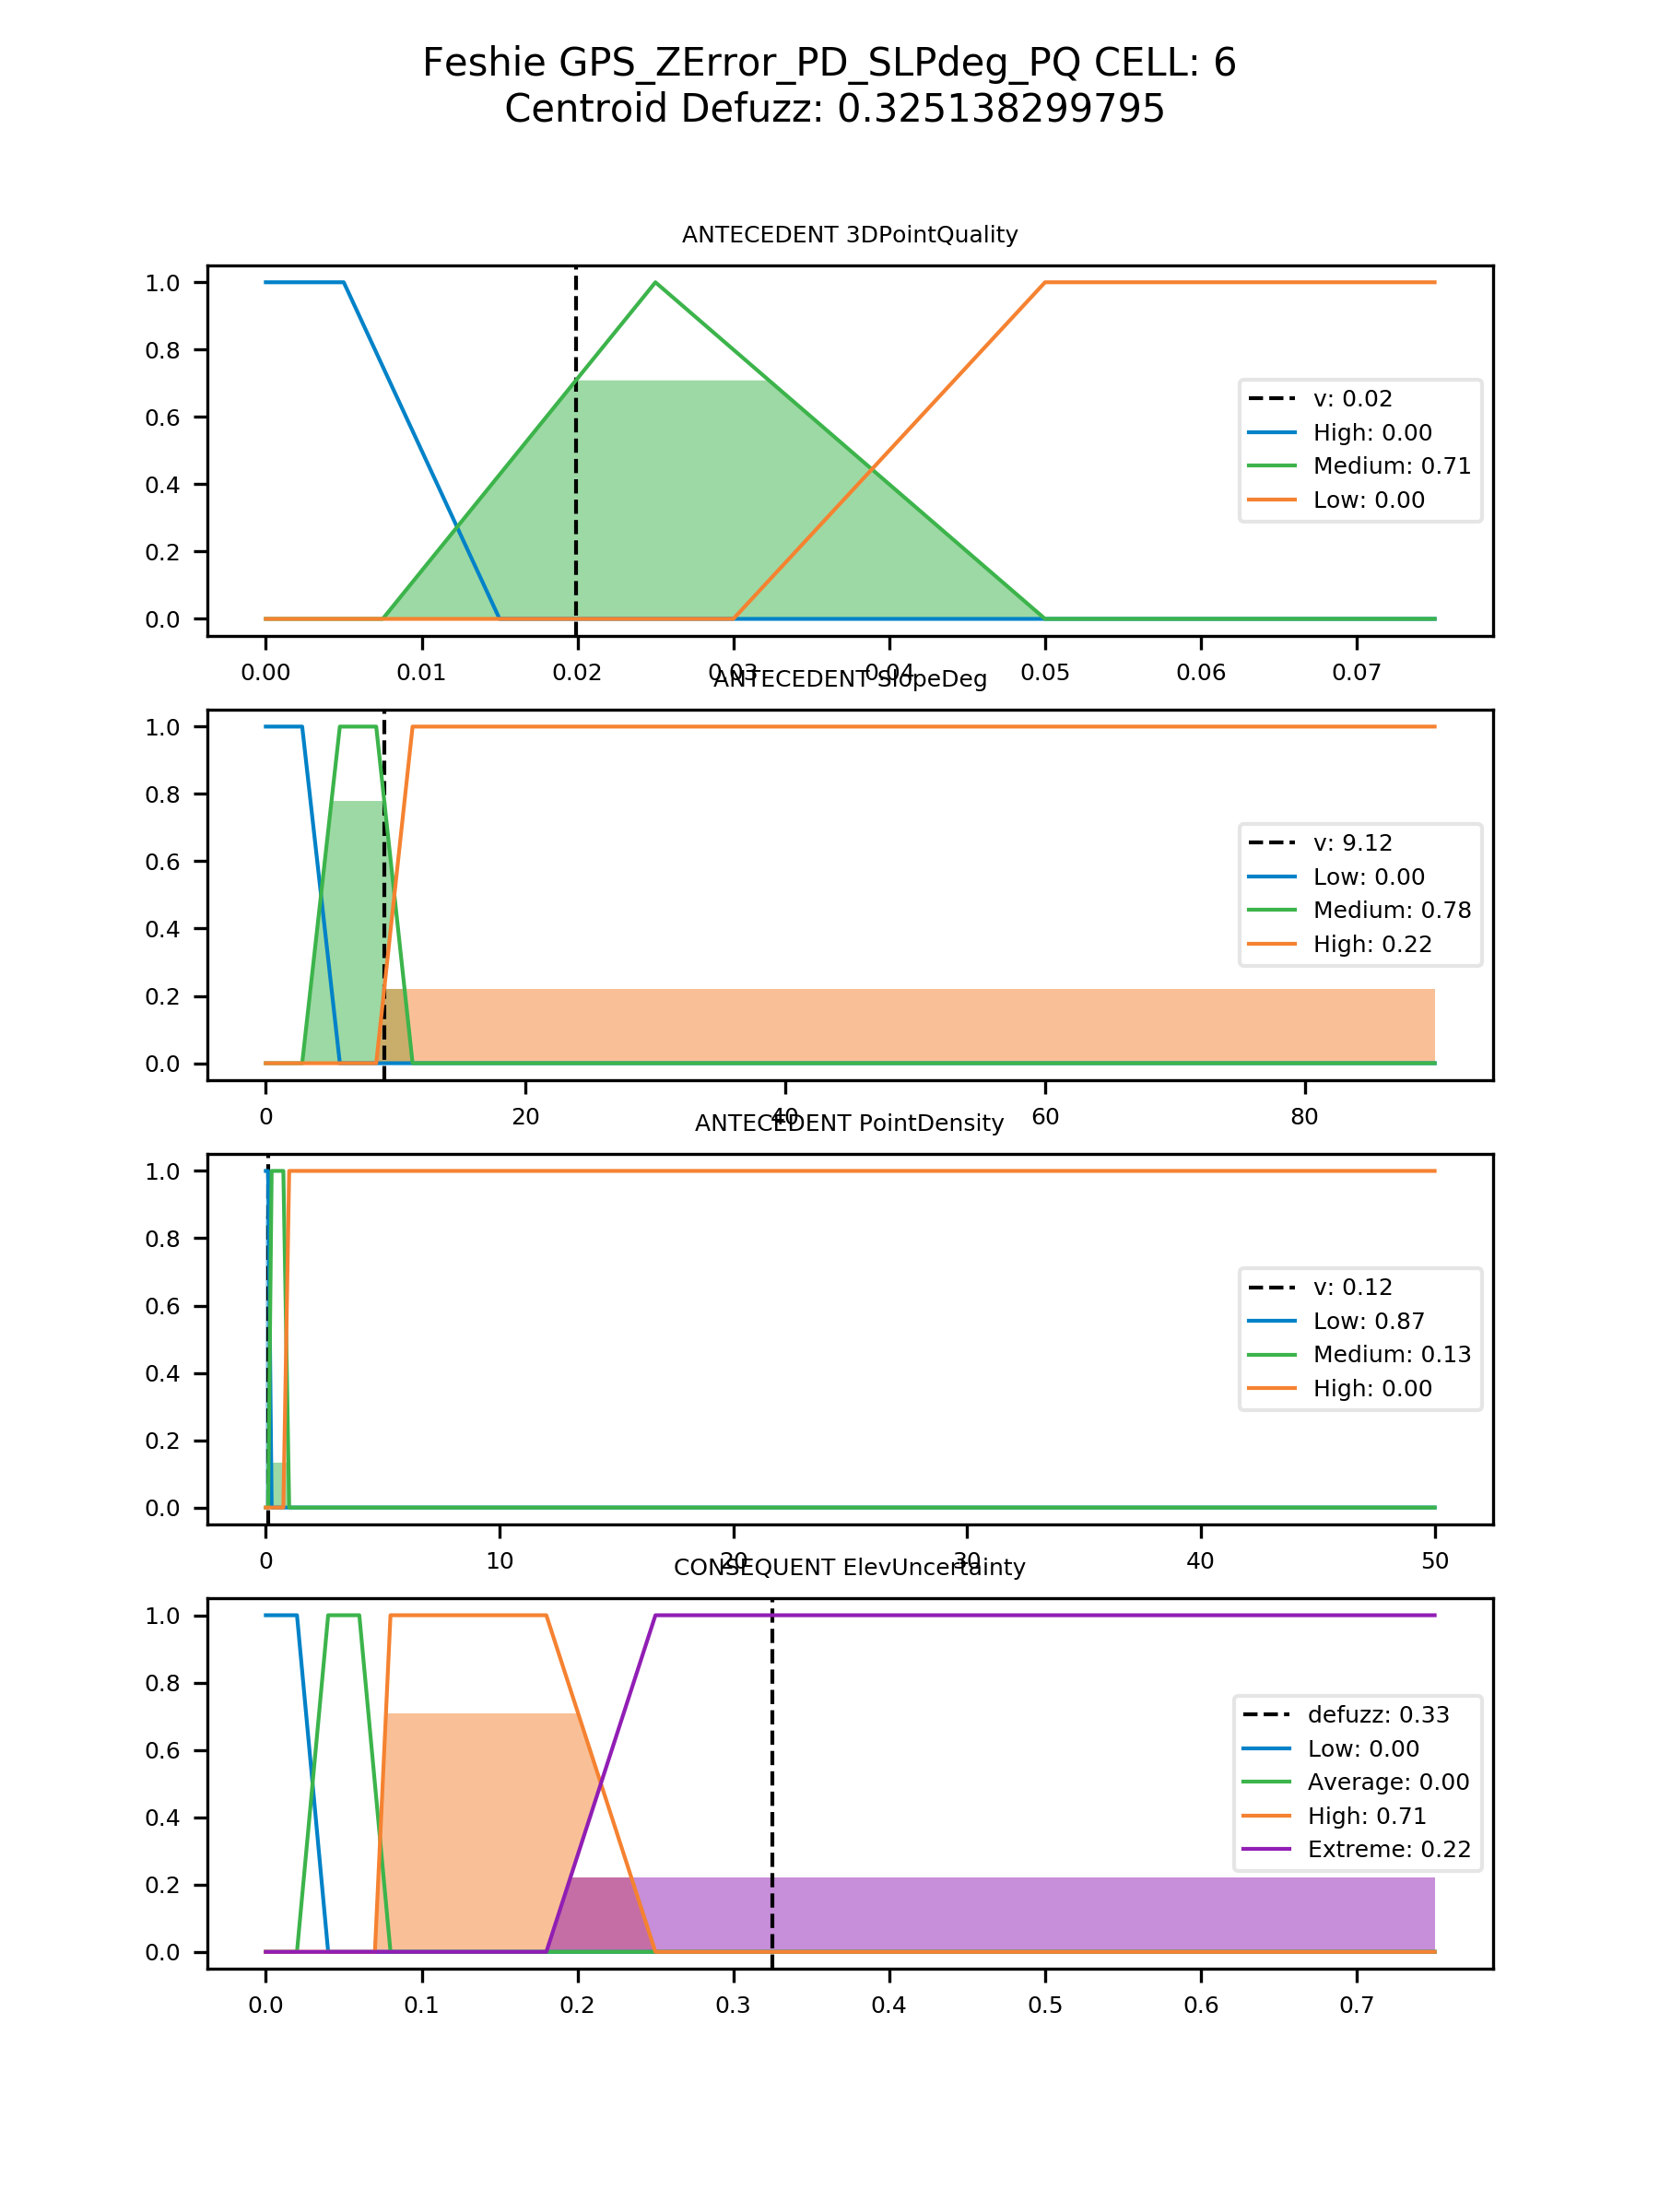 Feshie GPS_ZError_PD_SLPdeg_PQ CELL: 6
Centroid Defuzz: 0.325138299795
ANTECEDENT 3DPointQuality
1.0
0.8
0.6
0.4
0.2
0.0
v: 0.02
High: 0.00
Medium: 0.71
Low: 0.00
0.00 0.01 0.02 0.03 0.04 0.05 0.06 0.07
ANTECEDENT SlopeDeg
1.0
0.8
0.6
0.4
0.2
0.0
v: 9.12
Low: 0.00
Medium: 0.78
High: 0.22
0 20 40 60 80
ANTECEDENT PointDensity
1.0
0.8
0.6
0.4
0.2
0.0
v: 0.12
Low: 0.87
Medium: 0.13
High: 0.00
0 10 20 30 40 50
CONSEQUENT ElevUncertainty
1.0
0.8
0.6
0.4
0.2
0.0
defuzz: 0.33
Low: 0.00
Average: 0.00
High: 0.71
Extreme: 0.22
0.0 0.1 0.2 0.3 0.4 0.5 0.6 0.7